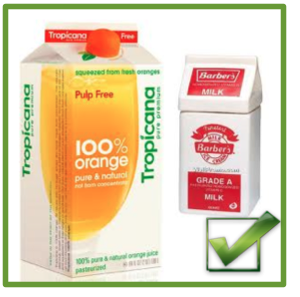 Tropicana Free
squeezed from fresh oranges
Pulp Free
100%
orange
pure & natural
not from concentrate
100% pure & natural orange juice
pasteurized
Tropicana
pure premium
Tropicana
pure premium
Barber's
MILK
Barber's
GRADE A
MILK